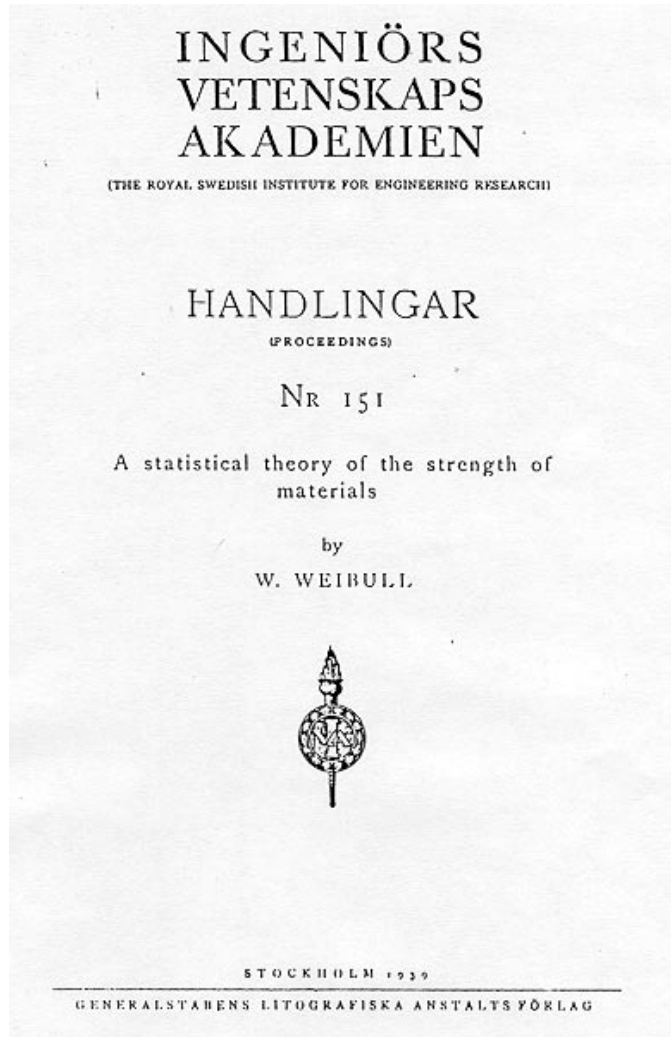 INGENIÖRS
VETENSKAPS
AKADEMIEN
(THE ROYAL SWEDISH INSTITUTE FOR ENGINEERING RESEARCH)
HANDLINGAR
(PROCEEDINGS)
NR 151
A statistical theory of the strength of
materials
by
W. WEIBULL
STOCKHOLM 1939
GENERALSTABENS LITOGRAFISKA ANSTALTS FÖRLAG